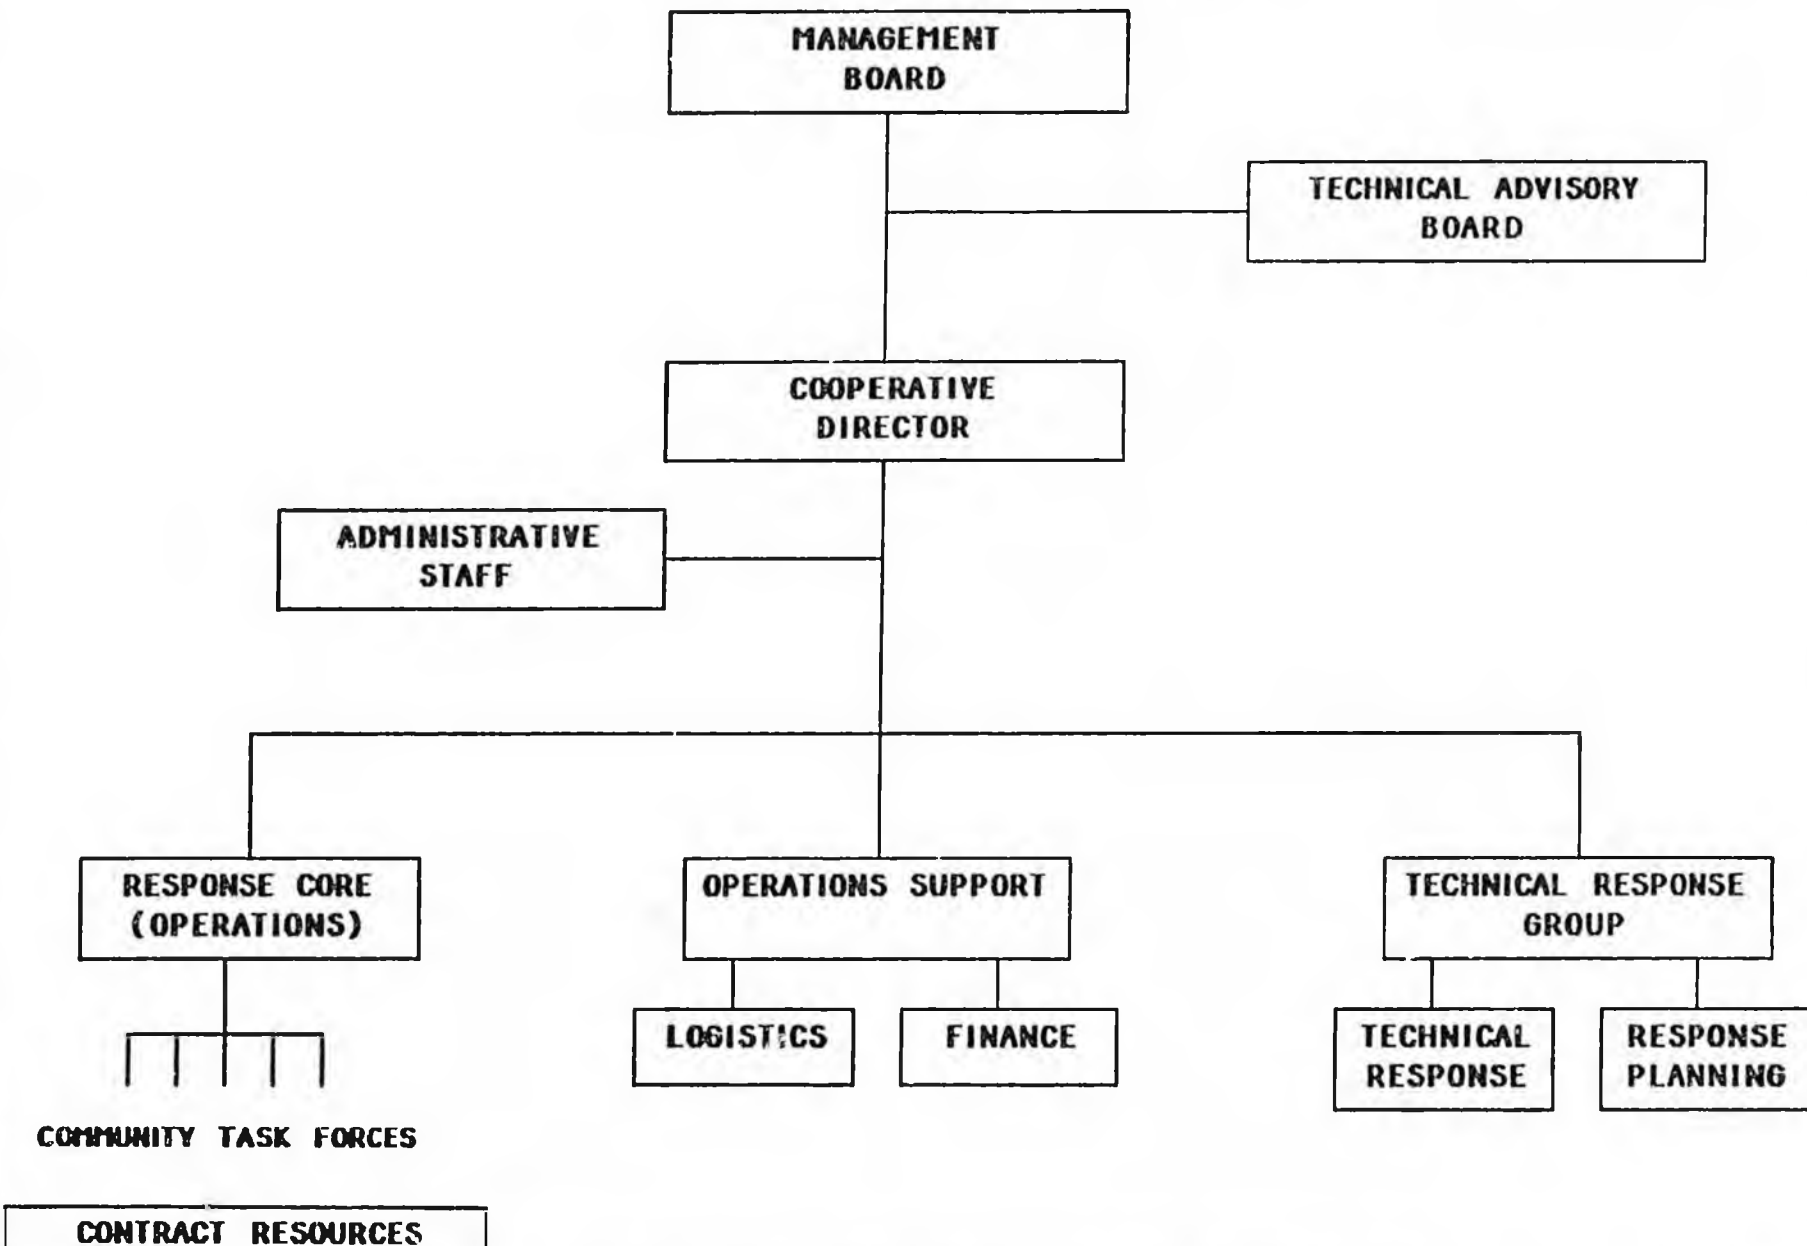 MANAGEMENT
BOARD
TECHNICAL ADVISORY
BOARD
COOPERATIVE
DIRECTOR
ADMINISTRATIVE
STAFF
RESPONSE CORE
(OPERATIONS)
OPERATIONS SUPPORT
TECHNICAL RESPONSE
GROUP
LOGISTICS
FINANCE
TECHNICAL
RESPONSE
RESPONSE
PLANNING
COMMUNITY TASK FORCES
CONTRACT RESOURCES